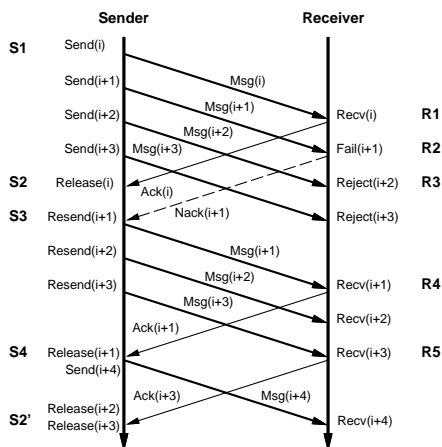 Sender Receiver
S1 Send(i)
Send(i+1) Msg(i)
Msg(i+1)
Send(i+2) Recv(i) R1
Msg(i+2)
Send(i+3) Msg(i+3) Fail(i+1) R2
S2 Release(i) Reject(i+2) R3
Ack(i)
Nack(i+1)
S3 Resend(i+1) Reject(i+3)
Resend(i+2) Msg(i+1)
Msg(i+2)
Resend(i+3) Recv(i+1) R4
Msg(i+3)
Recv(i+2)
Ack(i+1)
S4 Release(i+1) Recv(i+3) R5
Send(i+4)
Ack(i+3) Msg(i+4)
S2' Release(i+2)
Release(i+3) Recv(i+4)